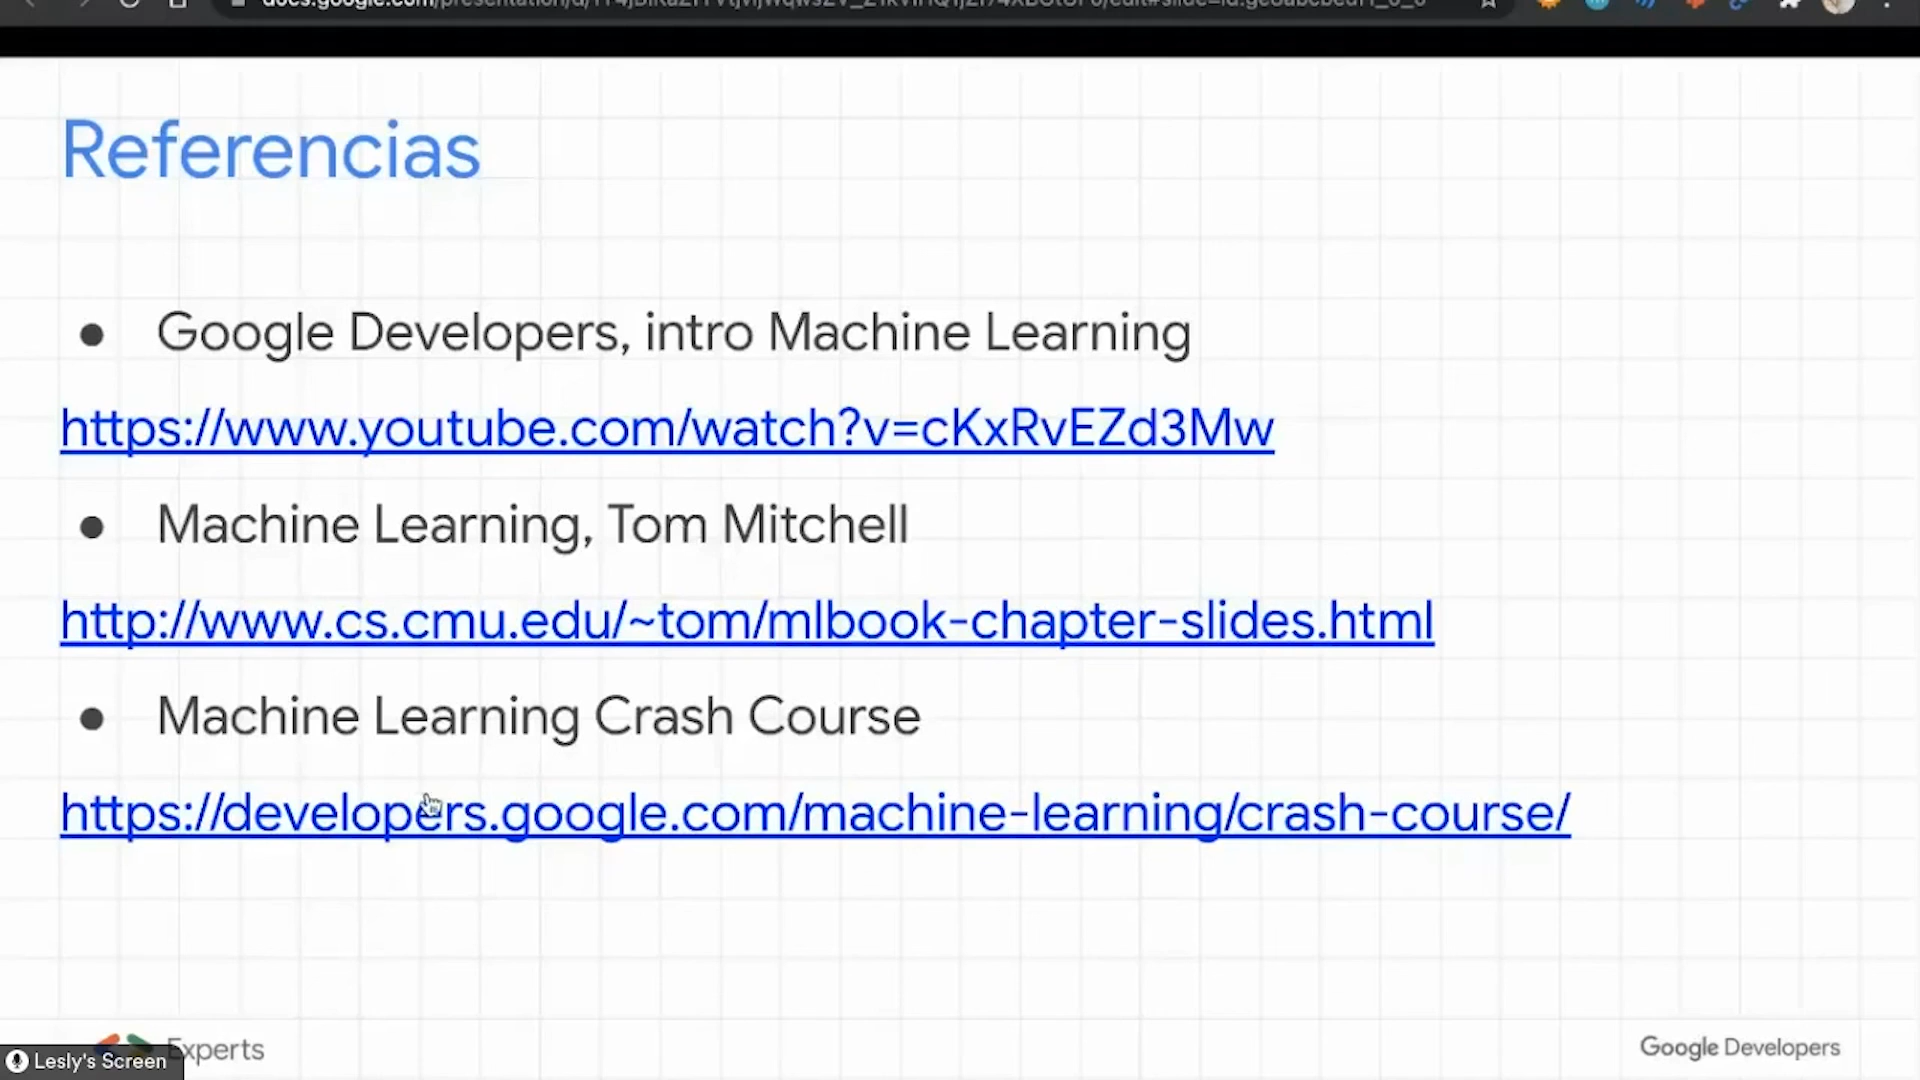 Referencias
● Google Developers, intro Machine Learning
https://www.youtube.com/watch?v=cKxRvEZd3Mw
● Machine Learning, Tom Mitchell
http://www.cs.cmu.edu/~tom/mlbook-chapter-slides.html
● Machine Learning Crash Course
https://developers.google.com/machine-learning/crash-course/
Experts
Google Developers
Lesly's Screen